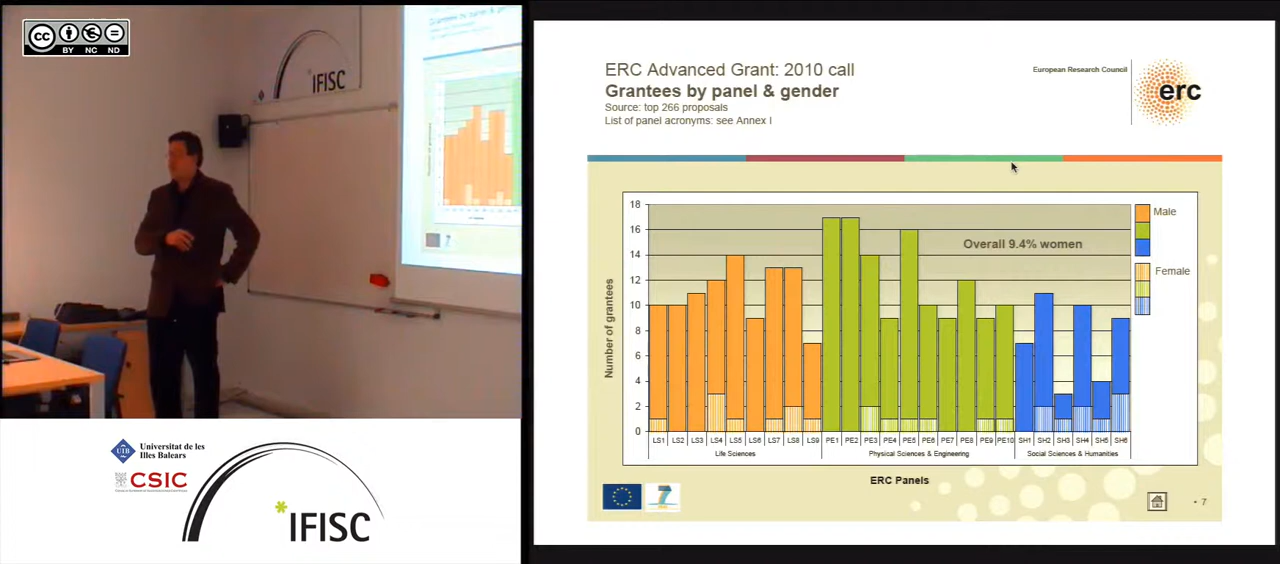 cc
BY NC ND
IFISC
ERC Advanced Grant: 2010 call
Grantees by panel & gender
Source: top 266 proposals
List of panel acronyms: see Annex I
European Research Council
erc
Overall 9.4% women
Male
Female
Number of grantees
18
16
14
12
10
8
6
4
2
0
LS1 LS2 LS3 LS4 LS5 LS6 LS7 LS8 LS9 PE1 PE2 PE3 PE4 PE5 PE6 PE7 PE8 PE9 PE10 SH1 SH2 SH3 SH4 SH5 SH6
Life Sciences Physical Sciences & Engineering Social Sciences & Humanities
ERC Panels
7
• 7
UIB
Universitat de les
Illes Balears
CSIC
*IFISC